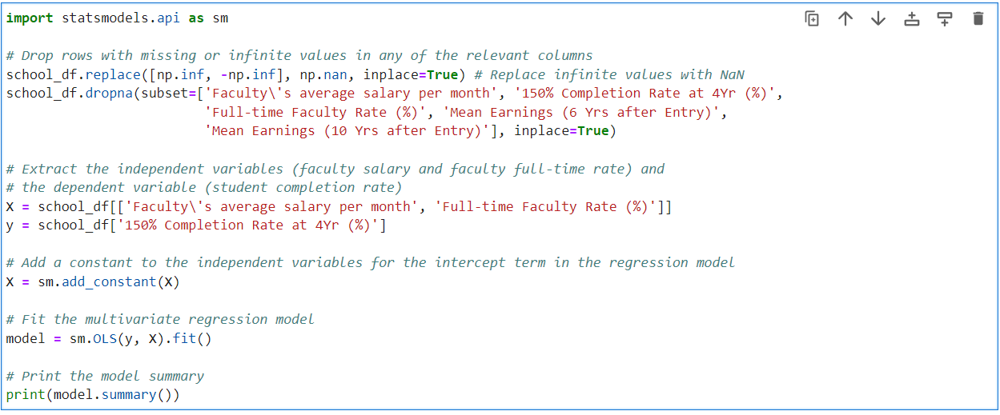 import statsmodels.api as sm

# Drop rows with missing or infinite values in any of the relevant columns
school_df.replace([np.inf, -np.inf], np.nan, inplace=True) # Replace infinite values with NaN
school_df.dropna(subset=['Faculty\'s average salary per month', '150% Completion Rate at 4Yr (%)',
                         'Full-time Faculty Rate (%)', 'Mean Earnings (6 Yrs after Entry)',
                         'Mean Earnings (10 Yrs after Entry)'], inplace=True)

# Extract the independent variables (faculty salary and faculty full-time rate) and
# the dependent variable (student completion rate)
X = school_df[['Faculty\'s average salary per month', 'Full-time Faculty Rate (%)']]
y = school_df['150% Completion Rate at 4Yr (%)']

# Add a constant to the independent variables for the intercept term in the regression model
X = sm.add_constant(X)

# Fit the multivariate regression model
model = sm.OLS(y, X).fit()

# Print the model summary
print(model.summary())